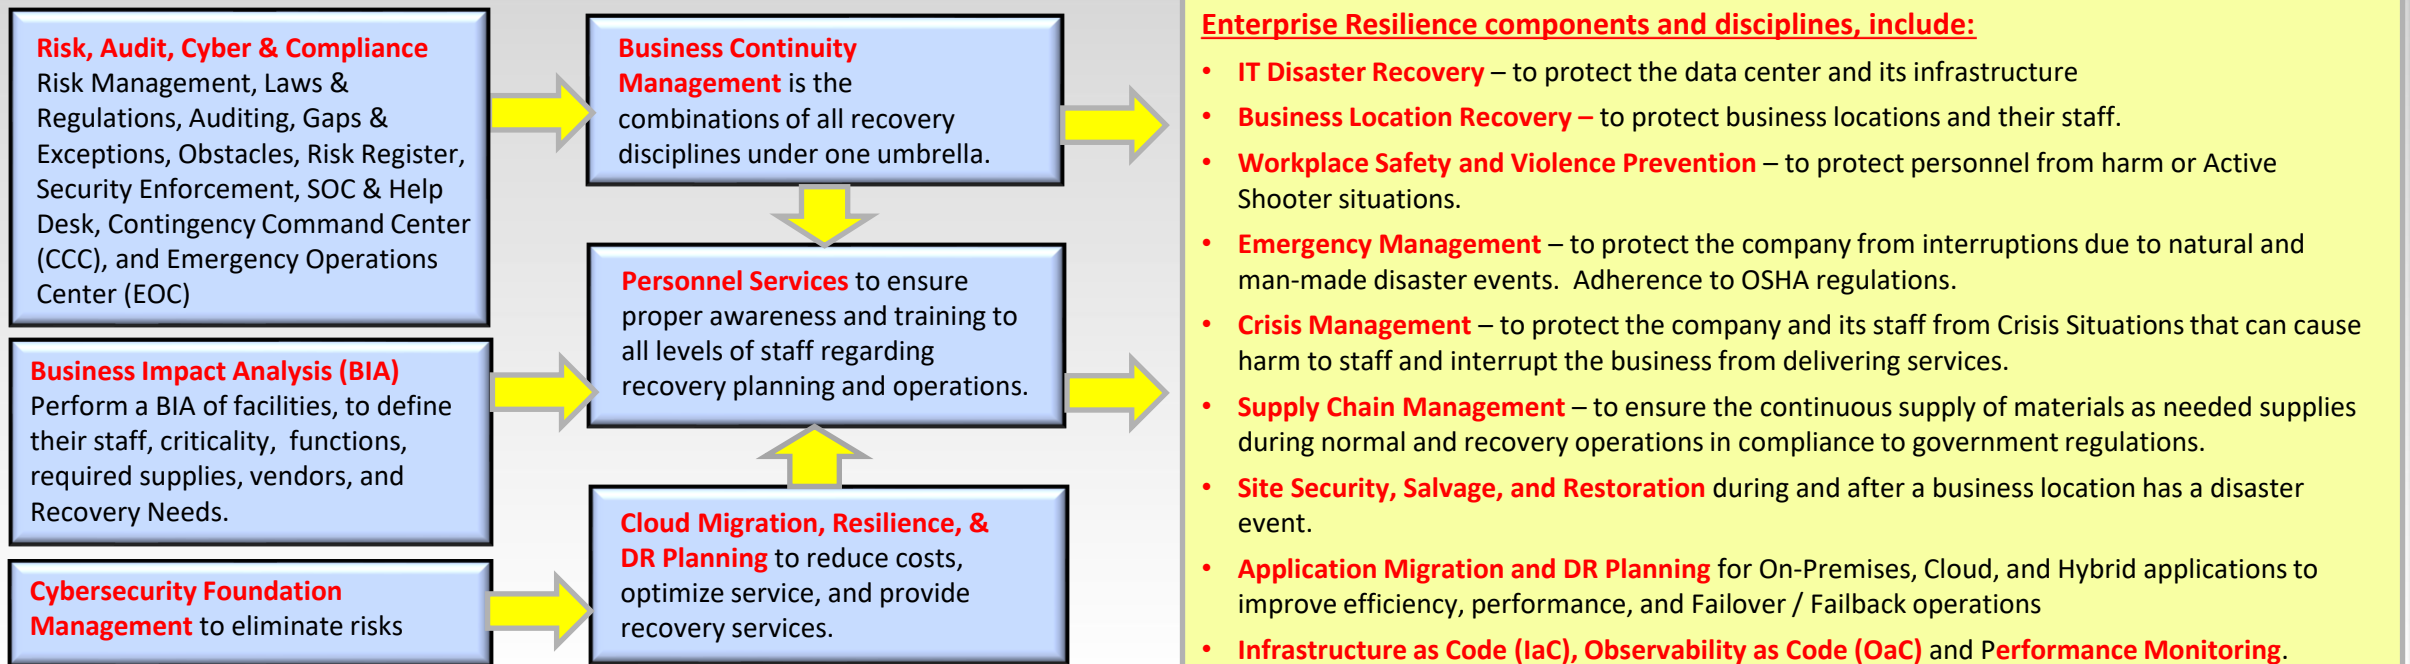 Risk, Audit, Cyber & Compliance
Risk Management, Laws &
Regulations, Auditing, Gaps &
Exceptions, Obstacles, Risk Register,
Security Enforcement, SOC & Help
Desk, Contingency Command Center
(CCC), and Emergency Operations
Center (EOC)
Business Impact Analysis (BIA)
Perform a BIA of facilities, to define
their staff, criticality, functions,
required supplies, vendors, and
Recovery Needs.
Cybersecurity Foundation
Management to eliminate risks
Business Continuity
Management is the
combinations of all recovery
disciplines under one umbrella.
Personnel Services to ensure
proper awareness and training to
all levels of staff regarding
recovery planning and operations.
Cloud Migration, Resilience, &
DR Planning to reduce costs,
optimize service, and provide
recovery services.
Enterprise Resilience components and disciplines, include:
• IT Disaster Recovery – to protect the data center and its infrastructure
• Business Location Recovery – to protect business locations and their staff.
• Workplace Safety and Violence Prevention – to protect personnel from harm or Active
Shooter situations.
• Emergency Management – to protect the company from interruptions due to natural and
man-made disaster events. Adherence to OSHA regulations.
• Crisis Management – to protect the company and its staff from Crisis Situations that can cause
harm to staff and interrupt the business from delivering services.
• Supply Chain Management – to ensure the continuous supply of materials as needed supplies
during normal and recovery operations in compliance to government regulations.
• Site Security, Salvage, and Restoration during and after a business location has a disaster
event.
• Application Migration and DR Planning for On-Premises, Cloud, and Hybrid applications to
improve efficiency, performance, and Failover / Failback operations
• Infrastructure as Code (IaC), Observability as Code (OaC) and Performance Monitoring.